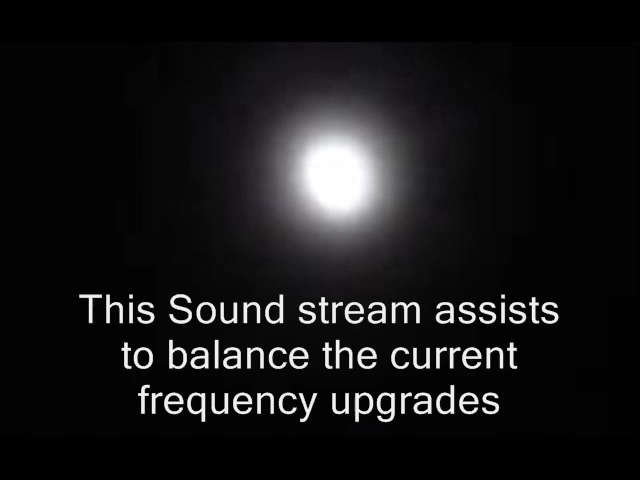 This Sound stream assists
to balance the current
frequency upgrades